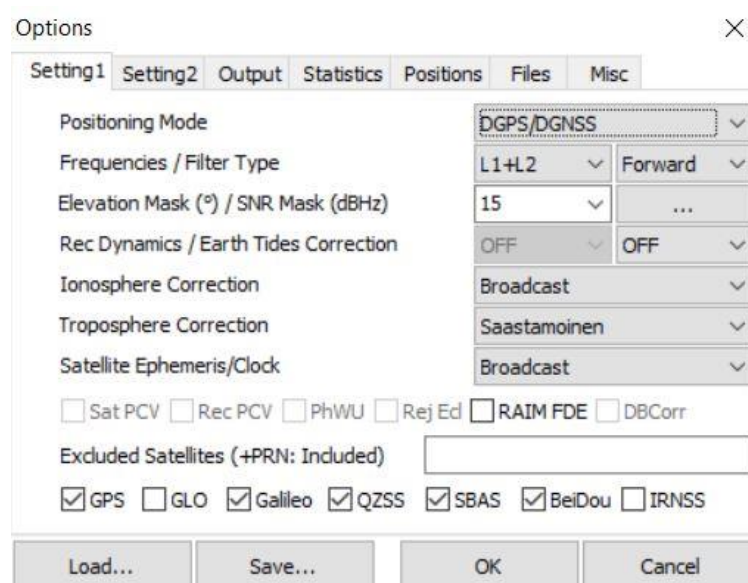 Options
Setting1 Setting2 Output Statistics Positions Files Misc
Positioning Mode DGPS/DGNSS
Frequencies / Filter Type L1+L2 Forward
Elevation Mask (°) / SNR Mask (dBHz) 15 ...
Rec Dynamics / Earth Tides Correction OFF OFF
Ionosphere Correction Broadcast
Troposphere Correction Saastamoinen
Satellite Ephemeris/Clock Broadcast
Sat PCV Rec PCV PhWU Rej Ecl RAIM FDE DBCorr
Excluded Satellites (+PRN: Included)
GPS GLO Galileo QZSS SBAS BeiDou IRNSS
Load... Save... OK Cancel